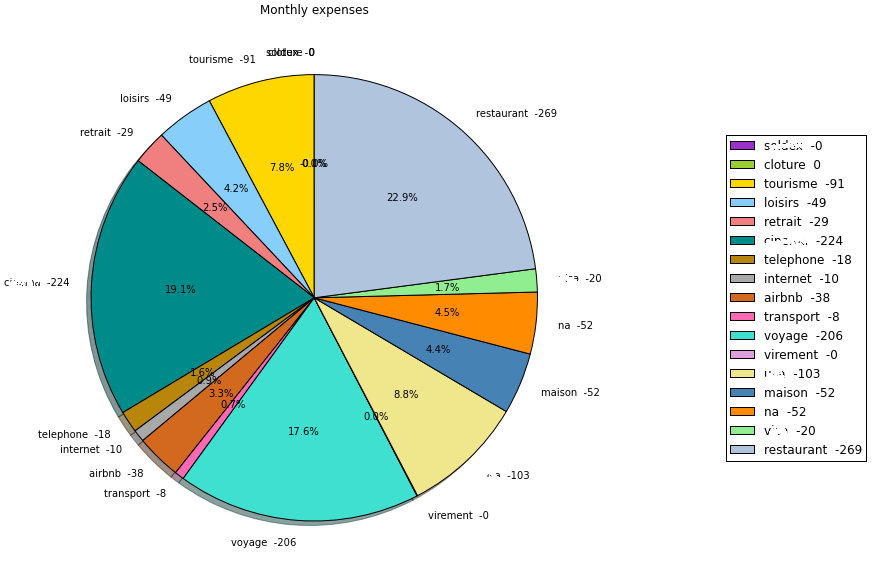 Monthly expenses
tourisme -91
cloture -0
loisirs -49
retrait -29
restaurant -269
-224
-20
na -52
maison -52
-103
virement -0
voyage -206
transport -8
airbnb -38
internet -10
telephone -18
7.8%
-0.0%
4.2%
2.5%
22.9%
19.1%
1.7%
4.5%
4.4%
8.8%
0.0%
17.6%
0.7%
3.3%
0.9%
1.6%
-0
cloture 0
tourisme -91
loisirs -49
retrait -29
-224
telephone -18
internet -10
airbnb -38
transport -8
voyage -206
virement -0
-103
maison -52
na -52
-20
restaurant -269